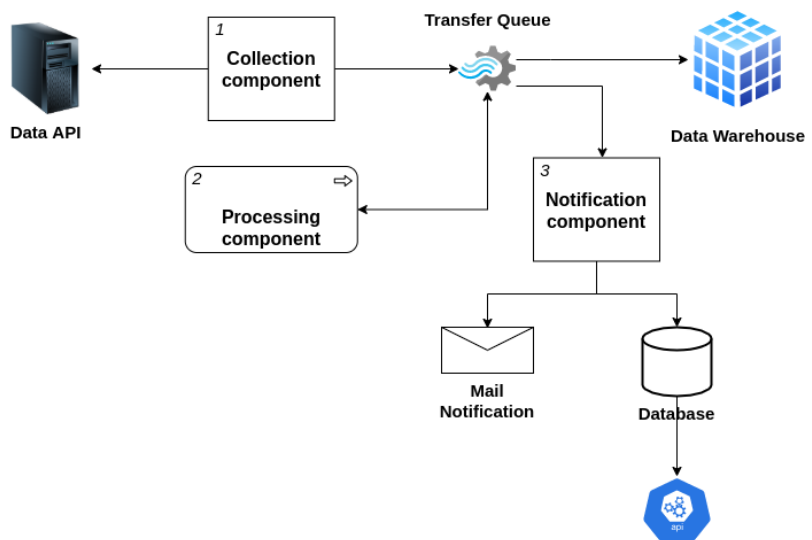 1
Collection
component
Transfer Queue
Data API
Data Warehouse
2
Processing
component
3
Notification
component
Mail
Notification
Database
api